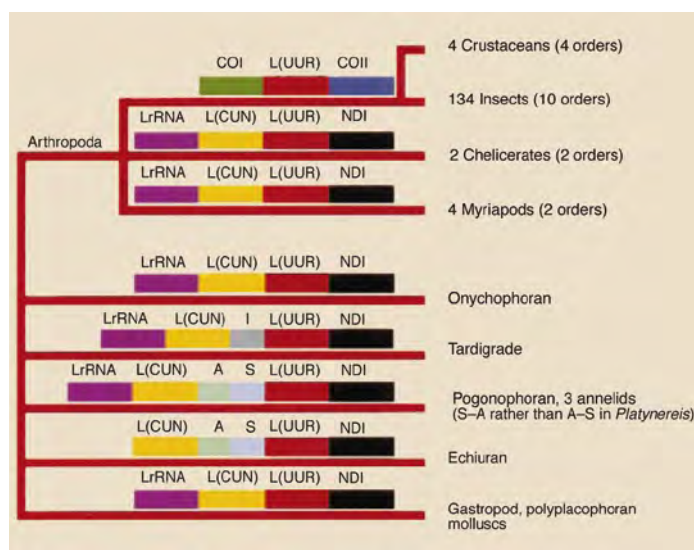 4 Crustaceans (4 orders)
COI L(UUR) COII
134 Insects (10 orders)
LrRNA L(CUN) L(UUR) NDI
Arthropoda
2 Chelicerates (2 orders)
LrRNA L(CUN) L(UUR) NDI
4 Myriapods (2 orders)
LrRNA L(CUN) L(UUR) NDI
Onychophoran
LrRNA L(CUN) I L(UUR) NDI
Tardigrade
LrRNA L(CUN) A S L(UUR) NDI
Pogonophoran, 3 annelids
(S–A rather than A–S in Platynereis)
L(CUN) A S L(UUR) NDI
Echiuran
LrRNA L(CUN) L(UUR) NDI
Gastropod, polyplacophoran
molluscs